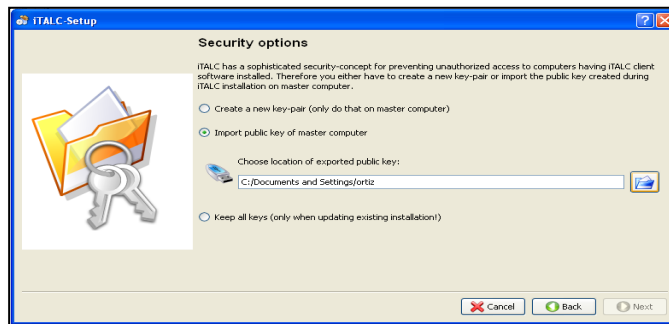 iTALC-Setup
Security options
iTALC has a sophisticated security-concept for preventing unauthorized access to computers having iTALC client
software installed. Therefore you either have to create a new key-pair or import the public key created during
iTALC installation on master computer.
Create a new key-pair (only do that on master computer)
Import public key of master computer
Choose location of exported public key:
C:/Documents and Settings/ortiz
Keep all keys (only when updating existing installation!)
Cancel Back Next